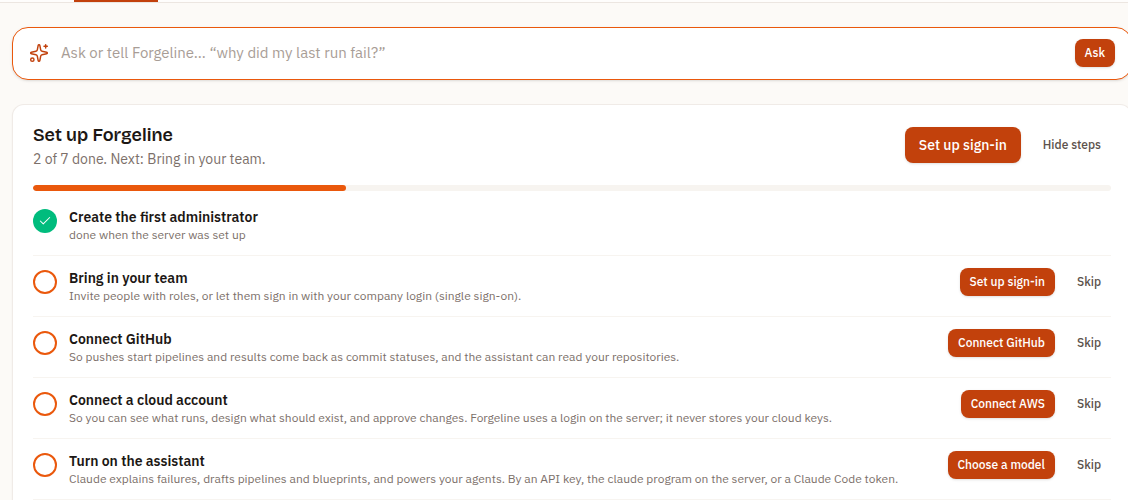 Ask or tell Forgeline... “why did my last run fail?”
Ask
Set up Forgeline
2 of 7 done. Next: Bring in your team.
Set up sign-in
Hide steps
Create the first administrator
done when the server was set up
Bring in your team
Invite people with roles, or let them sign in with your company login (single sign-on).
Set up sign-in
Skip
Connect GitHub
So pushes start pipelines and results come back as commit statuses, and the assistant can read your repositories.
Connect GitHub
Skip
Connect a cloud account
So you can see what runs, design what should exist, and approve changes. Forgeline uses a login on the server; it never stores your cloud keys.
Connect AWS
Skip
Turn on the assistant
Claude explains failures, drafts pipelines and blueprints, and powers your agents. By an API key, the claude program on the server, or a Claude Code token.
Choose a model
Skip